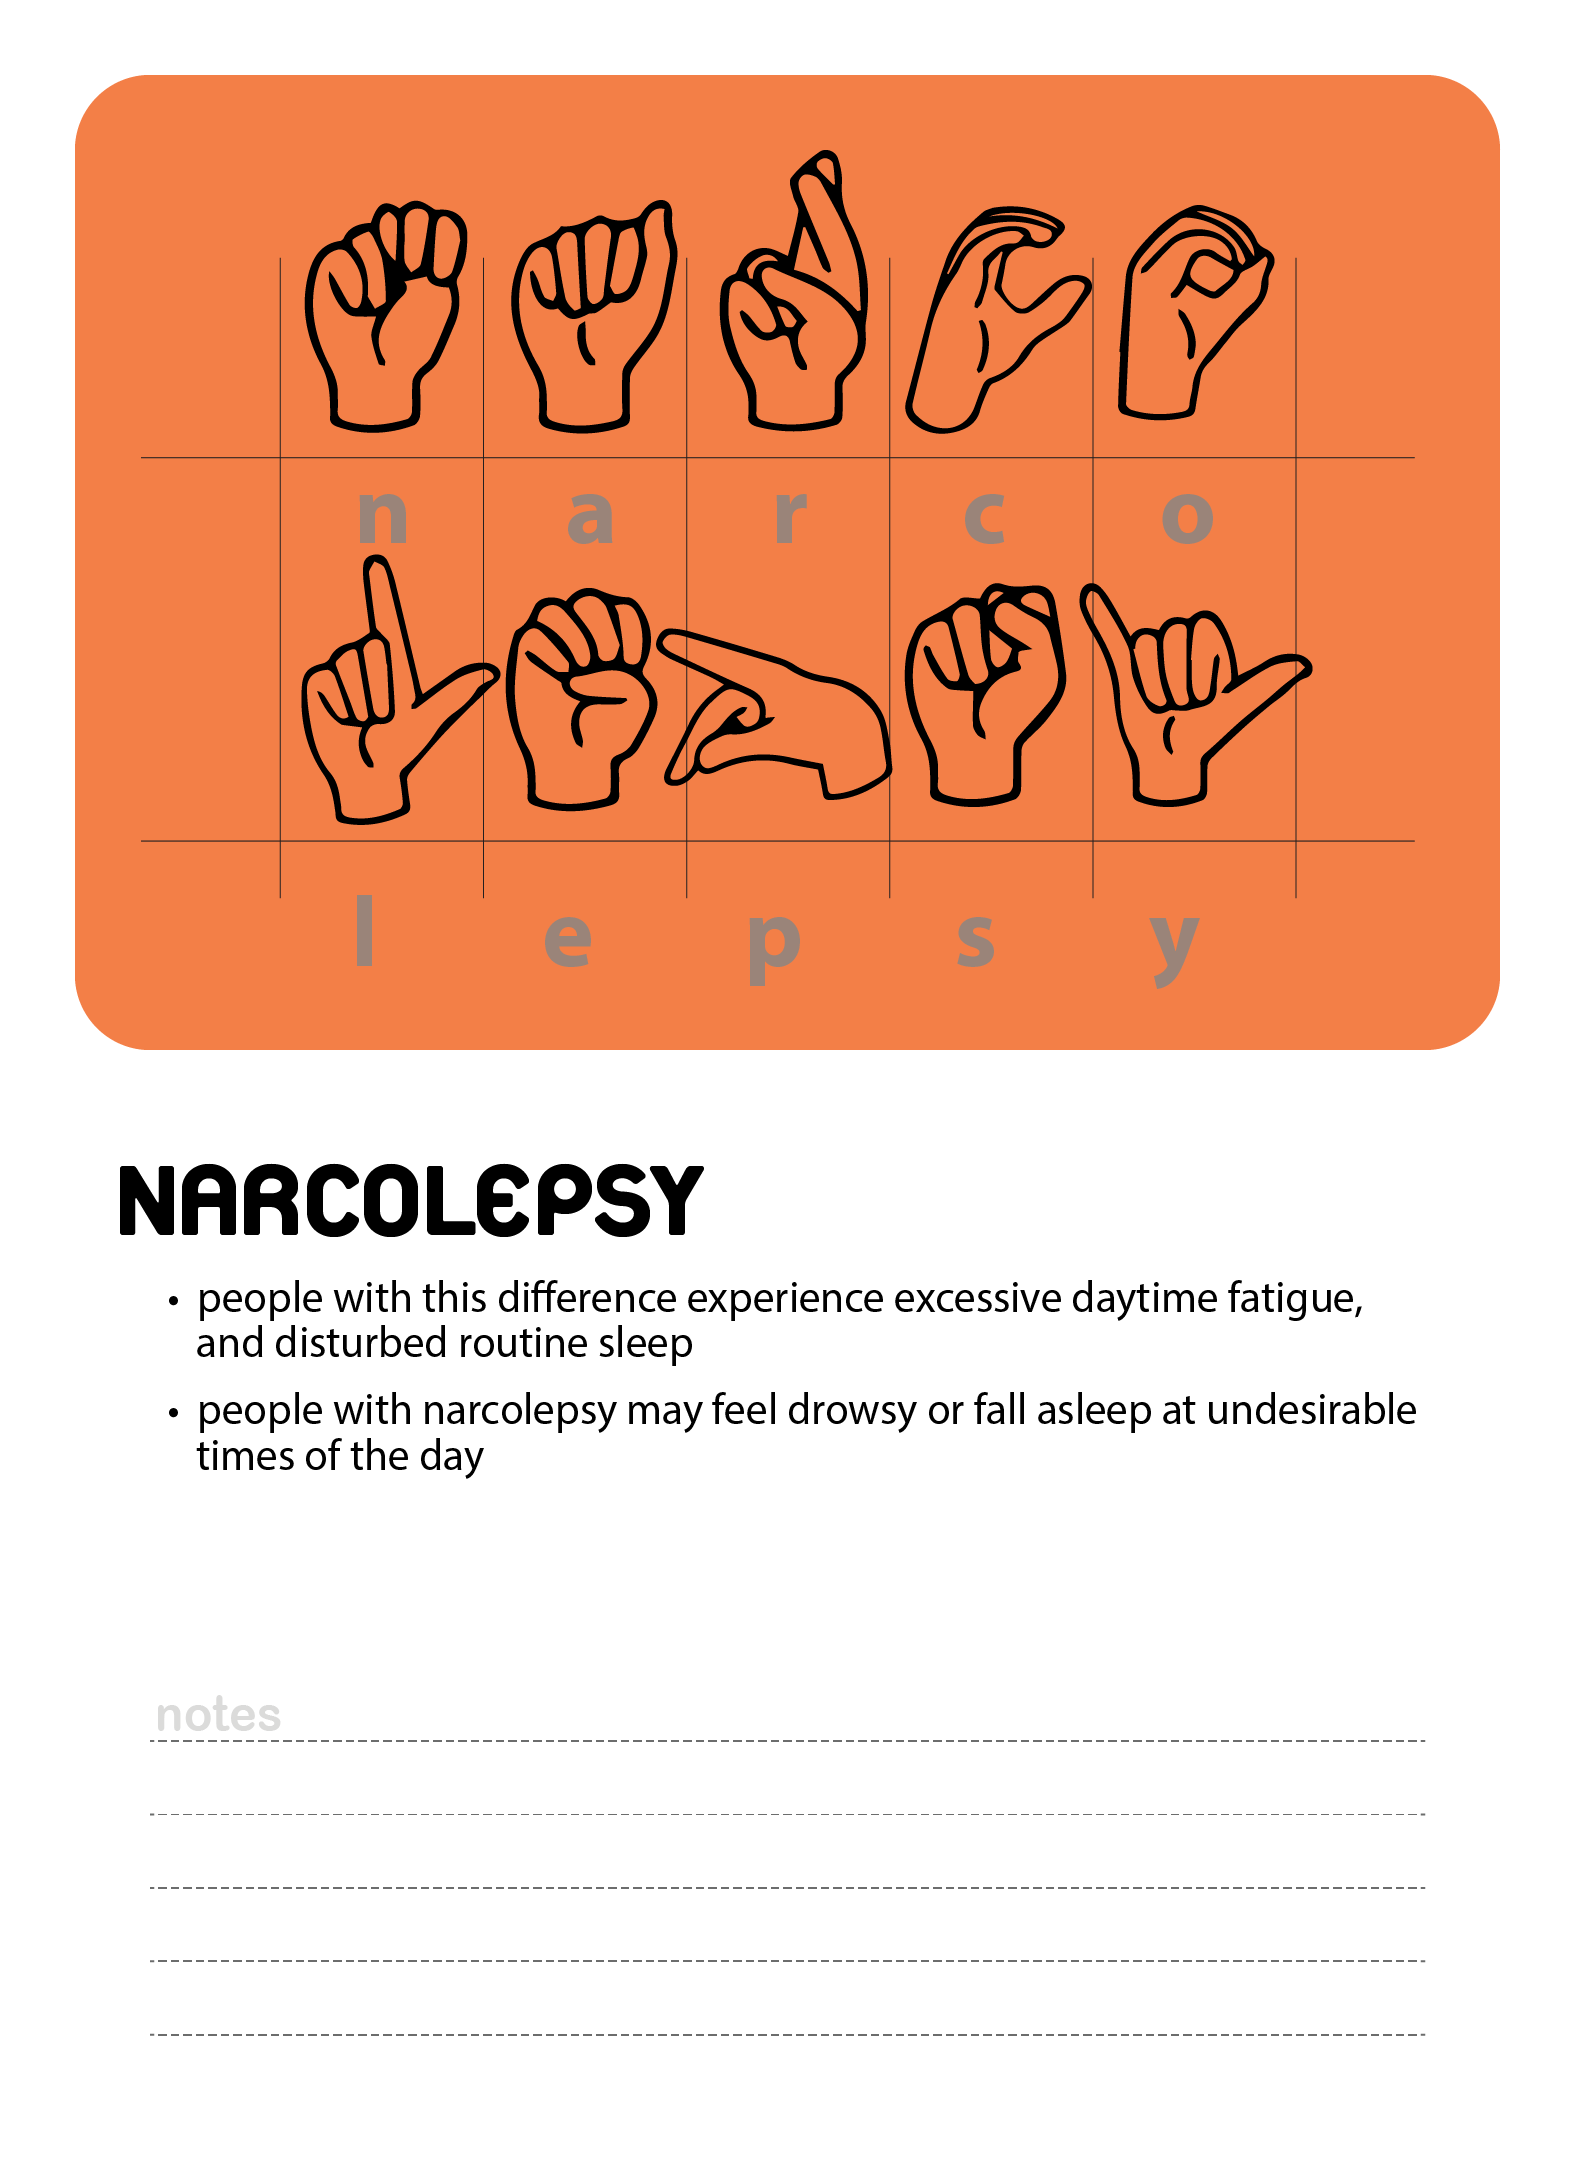 n a r c o
l e p s y
NARCOLEPSY
• people with this difference experience excessive daytime fatigue,
and disturbed routine sleep
• people with narcolepsy may feel drowsy or fall asleep at undesirable
times of the day
notes